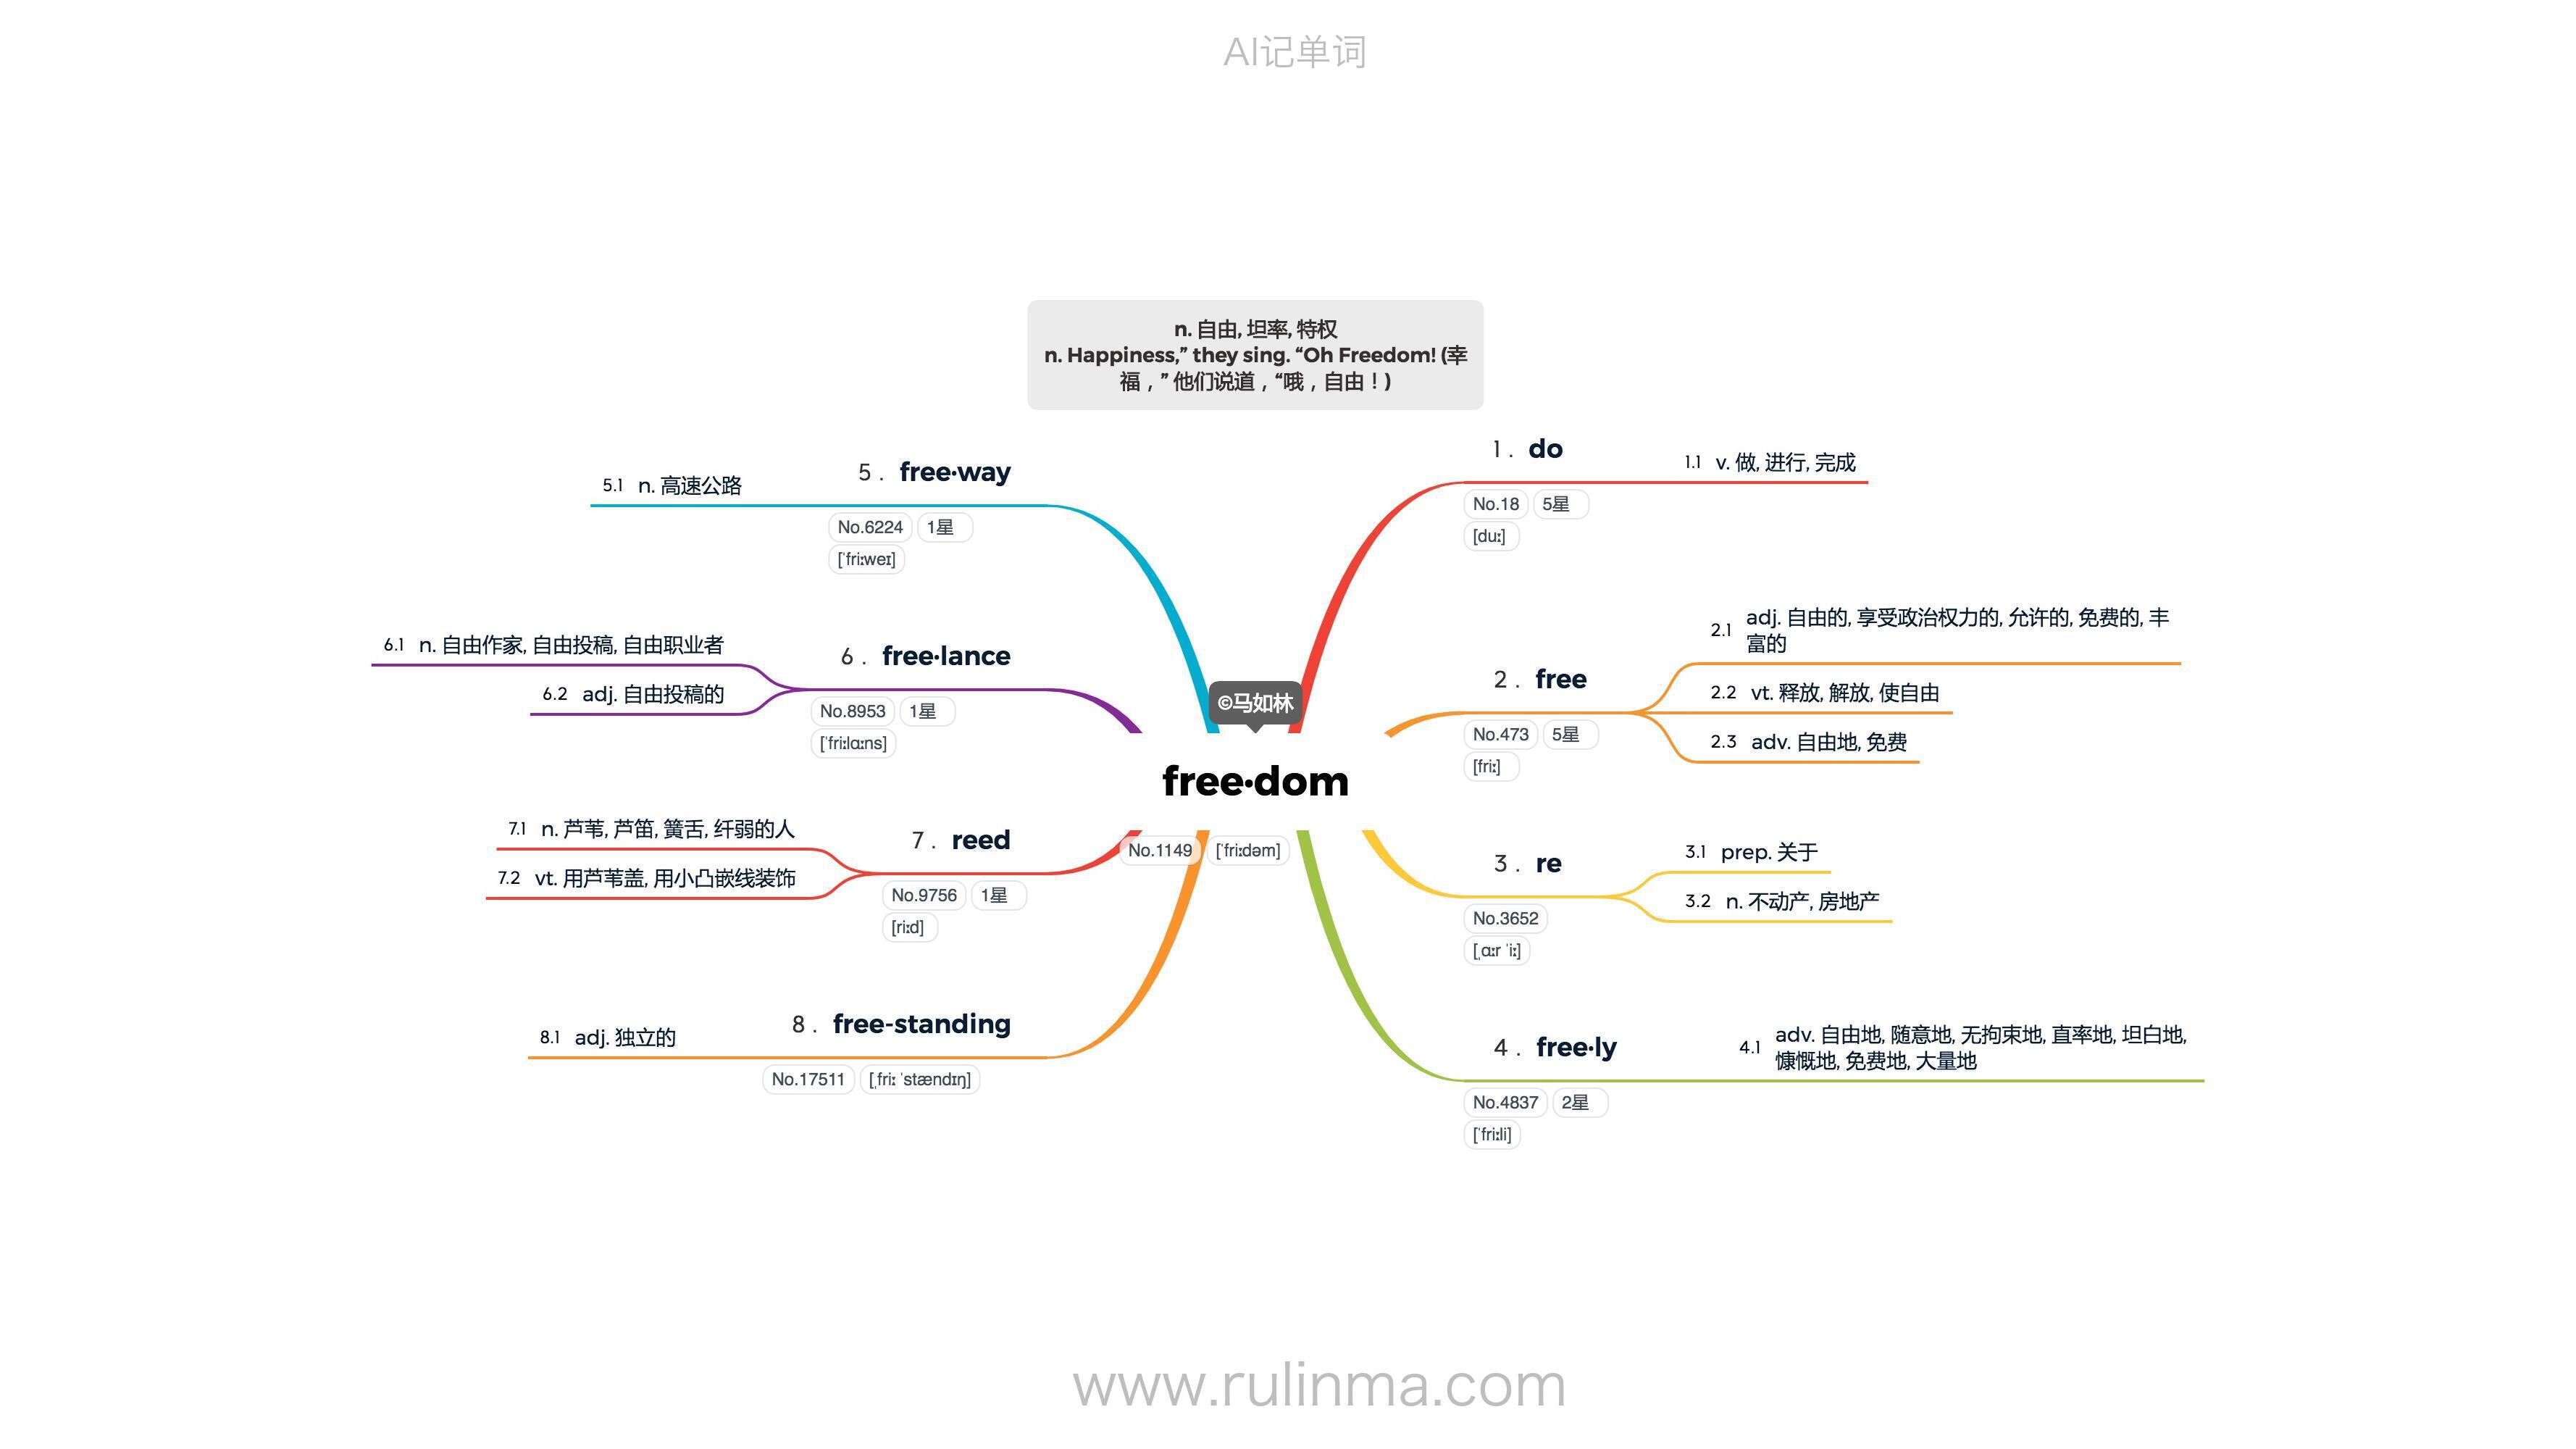 AI记单词
n. 自由, 坦率, 特权
n. Happiness,” they sing. “Oh Freedom! (幸
福，” 他们说道，“哦，自由！)
©马如林
free·dom
No.1149 [ˈfriːdəm]
1 . do
No.18 5星
[duː]
1.1 v. 做, 进行, 完成
2 . free
No.473 5星
[friː]
2.1 adj. 自由的, 享受政治权力的, 允许的, 免费的, 丰
富的
2.2 vt. 释放, 解放, 使自由
2.3 adv. 自由地, 免费
3 . re
No.3652
[ˌɑːr ˈiː]
3.1 prep. 关于
3.2 n. 不动产, 房地产
4 . free·ly
No.4837 2星
[ˈfriːli]
4.1 adv. 自由地, 随意地, 无拘束地, 直率地, 坦白地,
慷慨地, 免费地, 大量地
5 . free·way
No.6224 1星
[ˈfriːweɪ]
5.1 n. 高速公路
6 . free·lance
No.8953 1星
[ˈfriːlɑːns]
6.1 n. 自由作家, 自由投稿, 自由职业者
6.2 adj. 自由投稿的
7 . reed
No.9756 1星
[riːd]
7.1 n. 芦苇, 芦笛, 簧舌, 纤弱的人
7.2 vt. 用芦苇盖, 用小凸嵌线装饰
8 . free-standing
No.17511 [ˌfriː ˈstændɪŋ]
8.1 adj. 独立的
www.rulinma.com